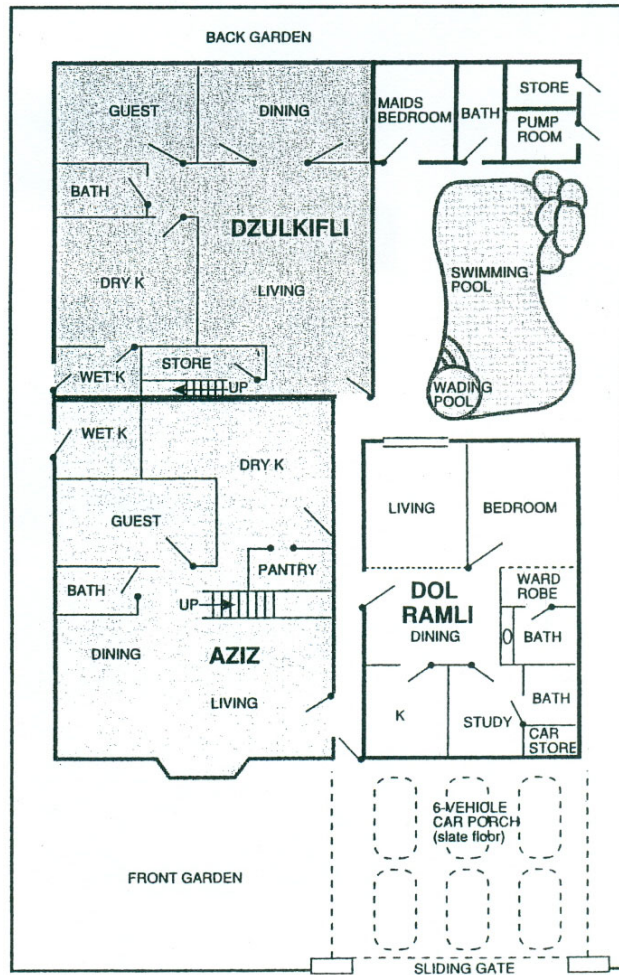 BACK GARDEN
GUEST
DINING
MAIDS
BEDROOM
BATH
STORE
PUMP
ROOM
BATH
DZULKIFLI
SWIMMING
POOL
DRY K
LIVING
STORE
WET K
UP
WADING
POOL
WET K
DRY K
LIVING
BEDROOM
GUEST
PANTRY
BATH
UP
WARD
ROBE
DOL
RAMLI
DINING
BATH
DINING
AZIZ
LIVING
K
STUDY
BATH
CAR
STORE
6-VEHICLE
CAR PORCH
(slate floor)
FRONT GARDEN
SLIDING GATE